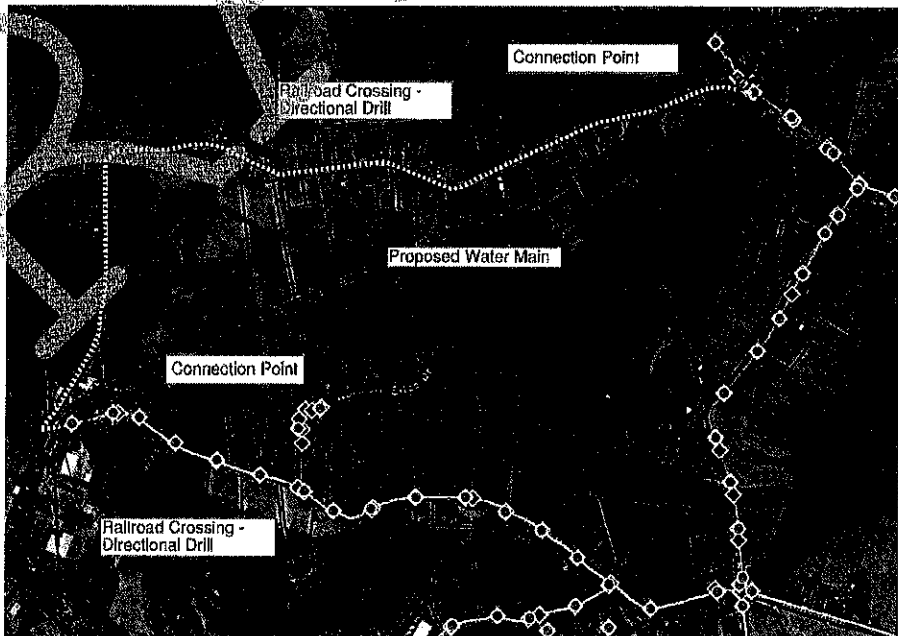 Connection Point
Railroad Crossing -
Directional Drill
Proposed Water Main
Connection Point
Railroad Crossing -
Directional Drill